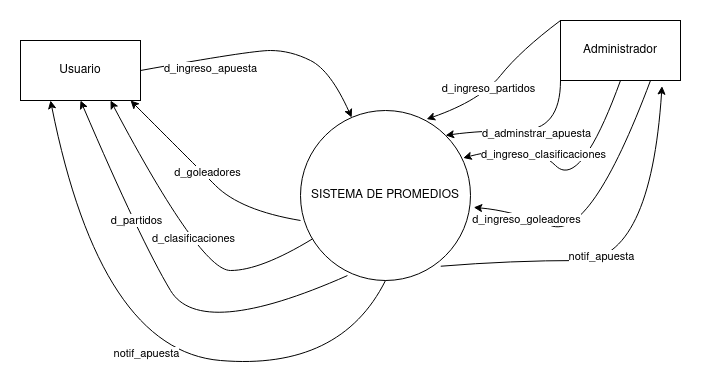 Usuario
Administrador
d_ingreso_apuesta
d_ingreso_partidos
d_adminstrar_apuesta
d_ingreso_clasificaciones
d_goleadores
SISTEMA DE PROMEDIOS
d_partidos
d_ingreso_goleadores
d_clasificaciones
notif_apuesta
notif_apuesta